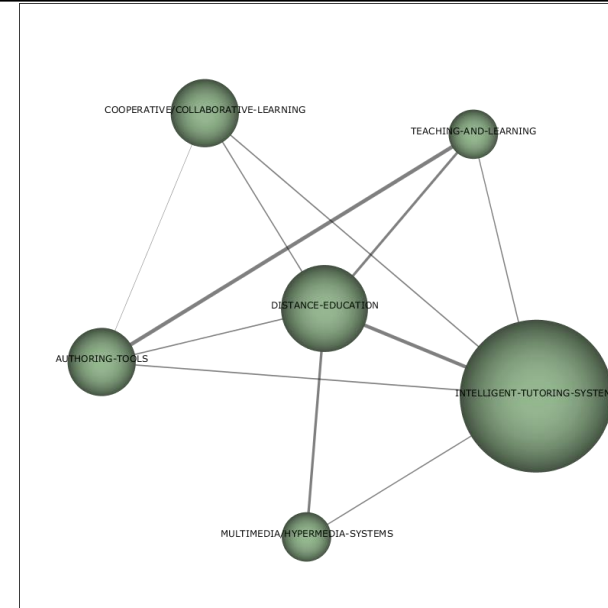 COOPERATIVE/COLLABORATIVE-LEARNING
TEACHING-AND-LEARNING
DISTANCE-EDUCATION
AUTHORING-TOOLS
INTELLIGENT-TUTORING-SYSTEM
MULTIMEDIA/HYPERMEDIA-SYSTEMS